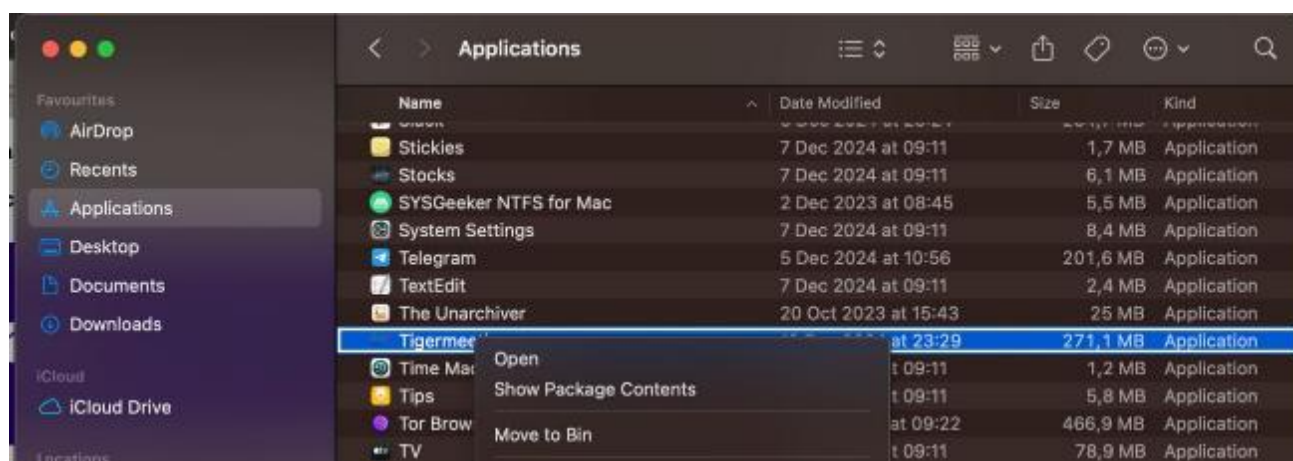 Applications
Favourites
AirDrop
Recents
Applications
Desktop
Documents
Downloads
iCloud
iCloud Drive
Locations
Name Date Modified Size Kind
Stickies 7 Dec 2024 at 09:11 1,7 MB Application
Stocks 7 Dec 2024 at 09:11 6,1 MB Application
SYSGeeker NTFS for Mac 2 Dec 2023 at 08:45 5,5 MB Application
System Settings 7 Dec 2024 at 09:11 8,4 MB Application
Telegram 5 Dec 2024 at 10:56 201,6 MB Application
TextEdit 7 Dec 2024 at 09:11 2,4 MB Application
The Unarchiver 20 Oct 2023 at 15:43 25 MB Application
at 23:29 271,1 MB Application
Time 09:11 1,2 MB Application
Tips 09:11 5,8 MB Application
Tor at 09:22 466,9 MB Application
TV 09:11 78,9 MB Application
Open
Show Package Contents
Move to Bin